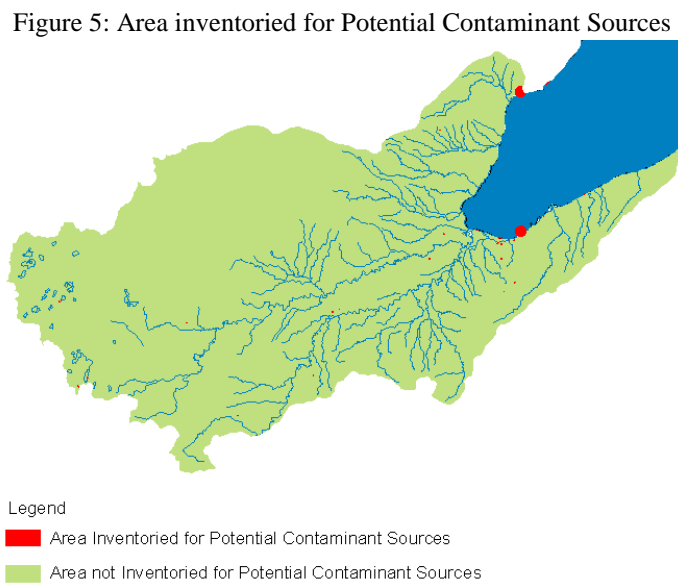 Figure 5: Area inventoried for Potential Contaminant Sources
Legend
Area Inventoried for Potential Contaminant Sources
Area not Inventoried for Potential Contaminant Sources